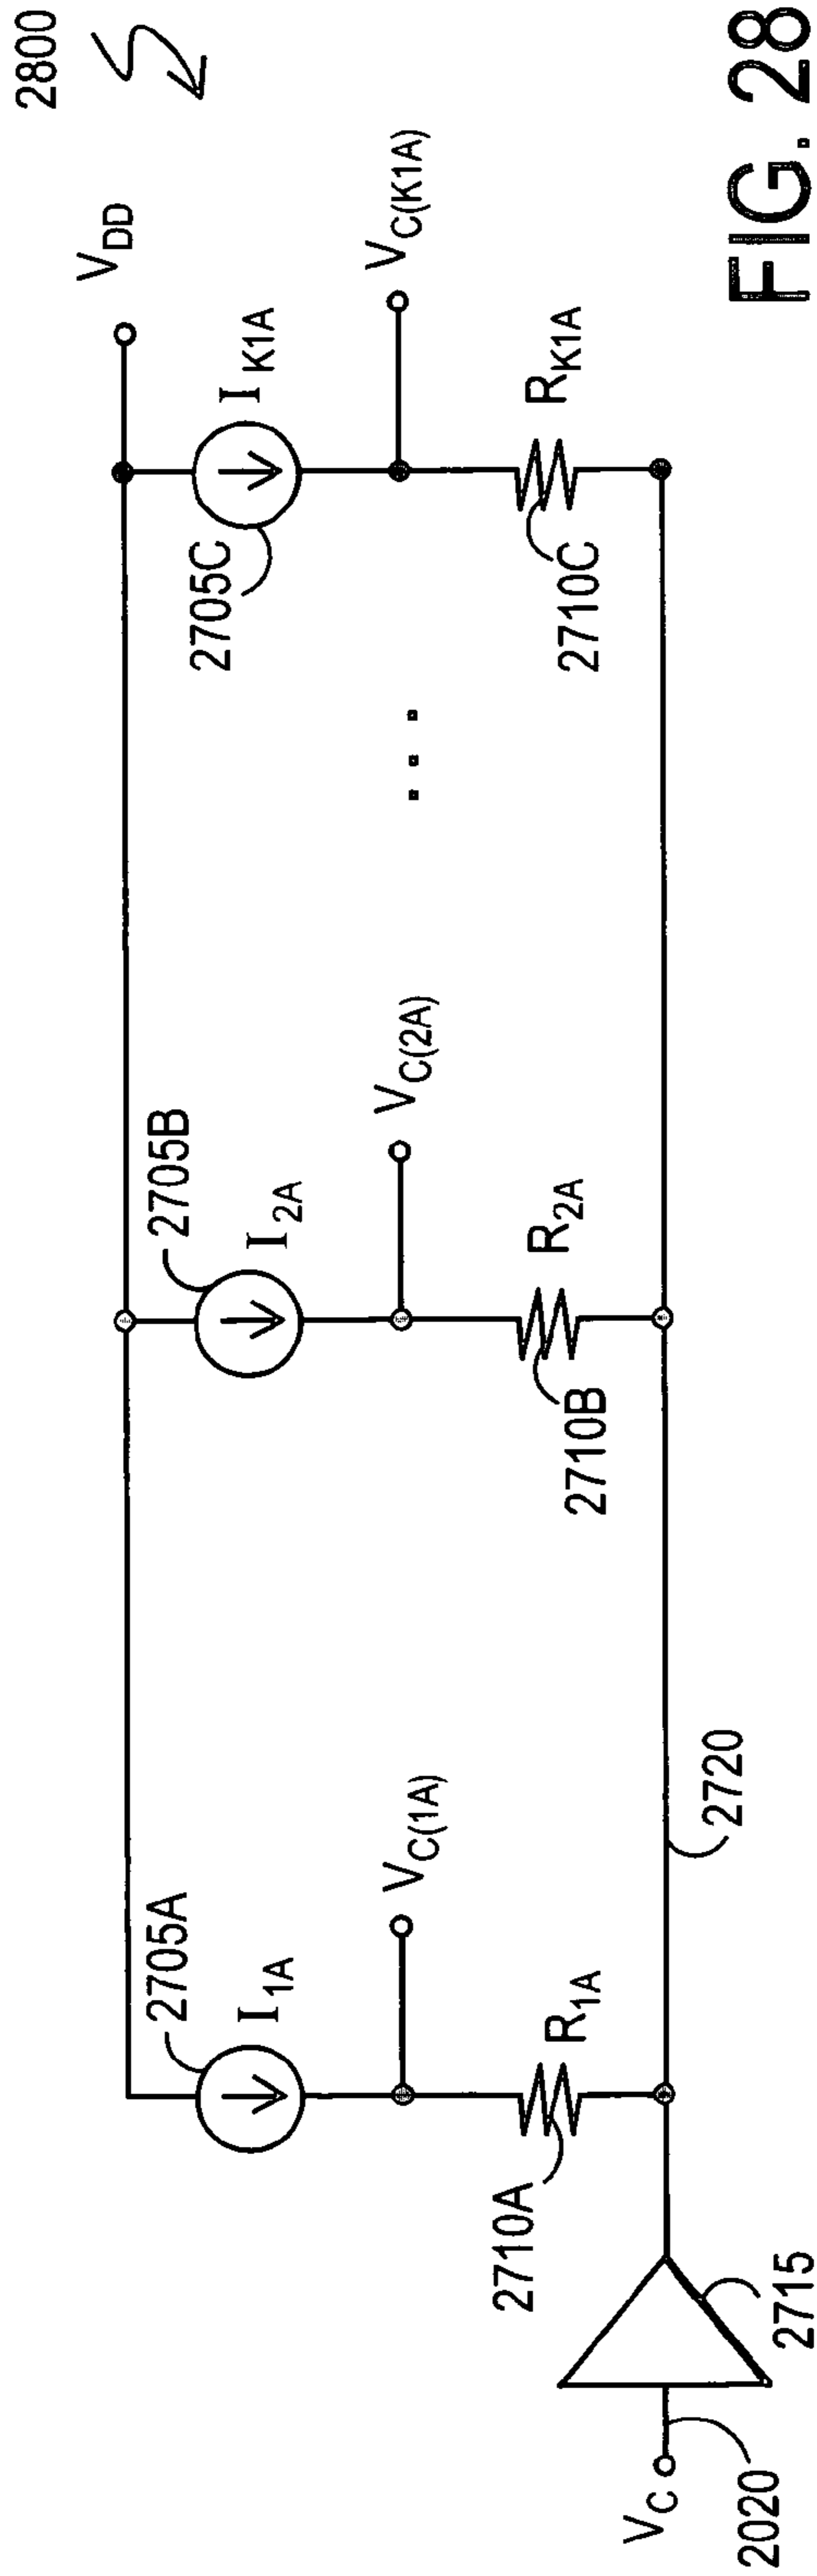 2800
V_DD
2705A
I_1A
2705B
I_2A
2705C
I_K1A
V_C(1A)
V_C(2A)
. . .
V_C(K1A)
2710A
R_1A
2710B
R_2A
2710C
R_K1A
V_C
2020
2715
2720
FIG. 28